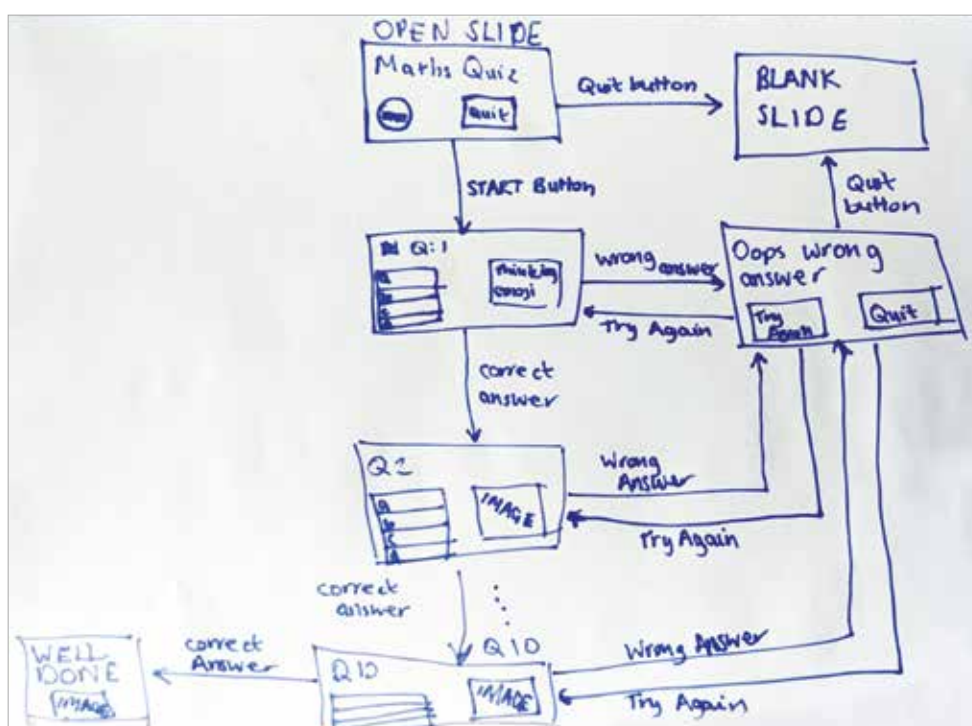 OPEN SLIDE
Maths Quiz
Quit
Quit button
BLANK
SLIDE
START Button
Quit
button
Q:1
thinking
emoji
wrong answer
Try Again
Oops wrong
answer
Try
Again
Quit
correct
answer
Q2
a
b
c
IMAGE
Wrong
Answer
Try Again
correct
answer
Q10
Q10
IMAGE
Wrong Answer
Try Again
correct
Answer
WELL
DONE
IMAGE